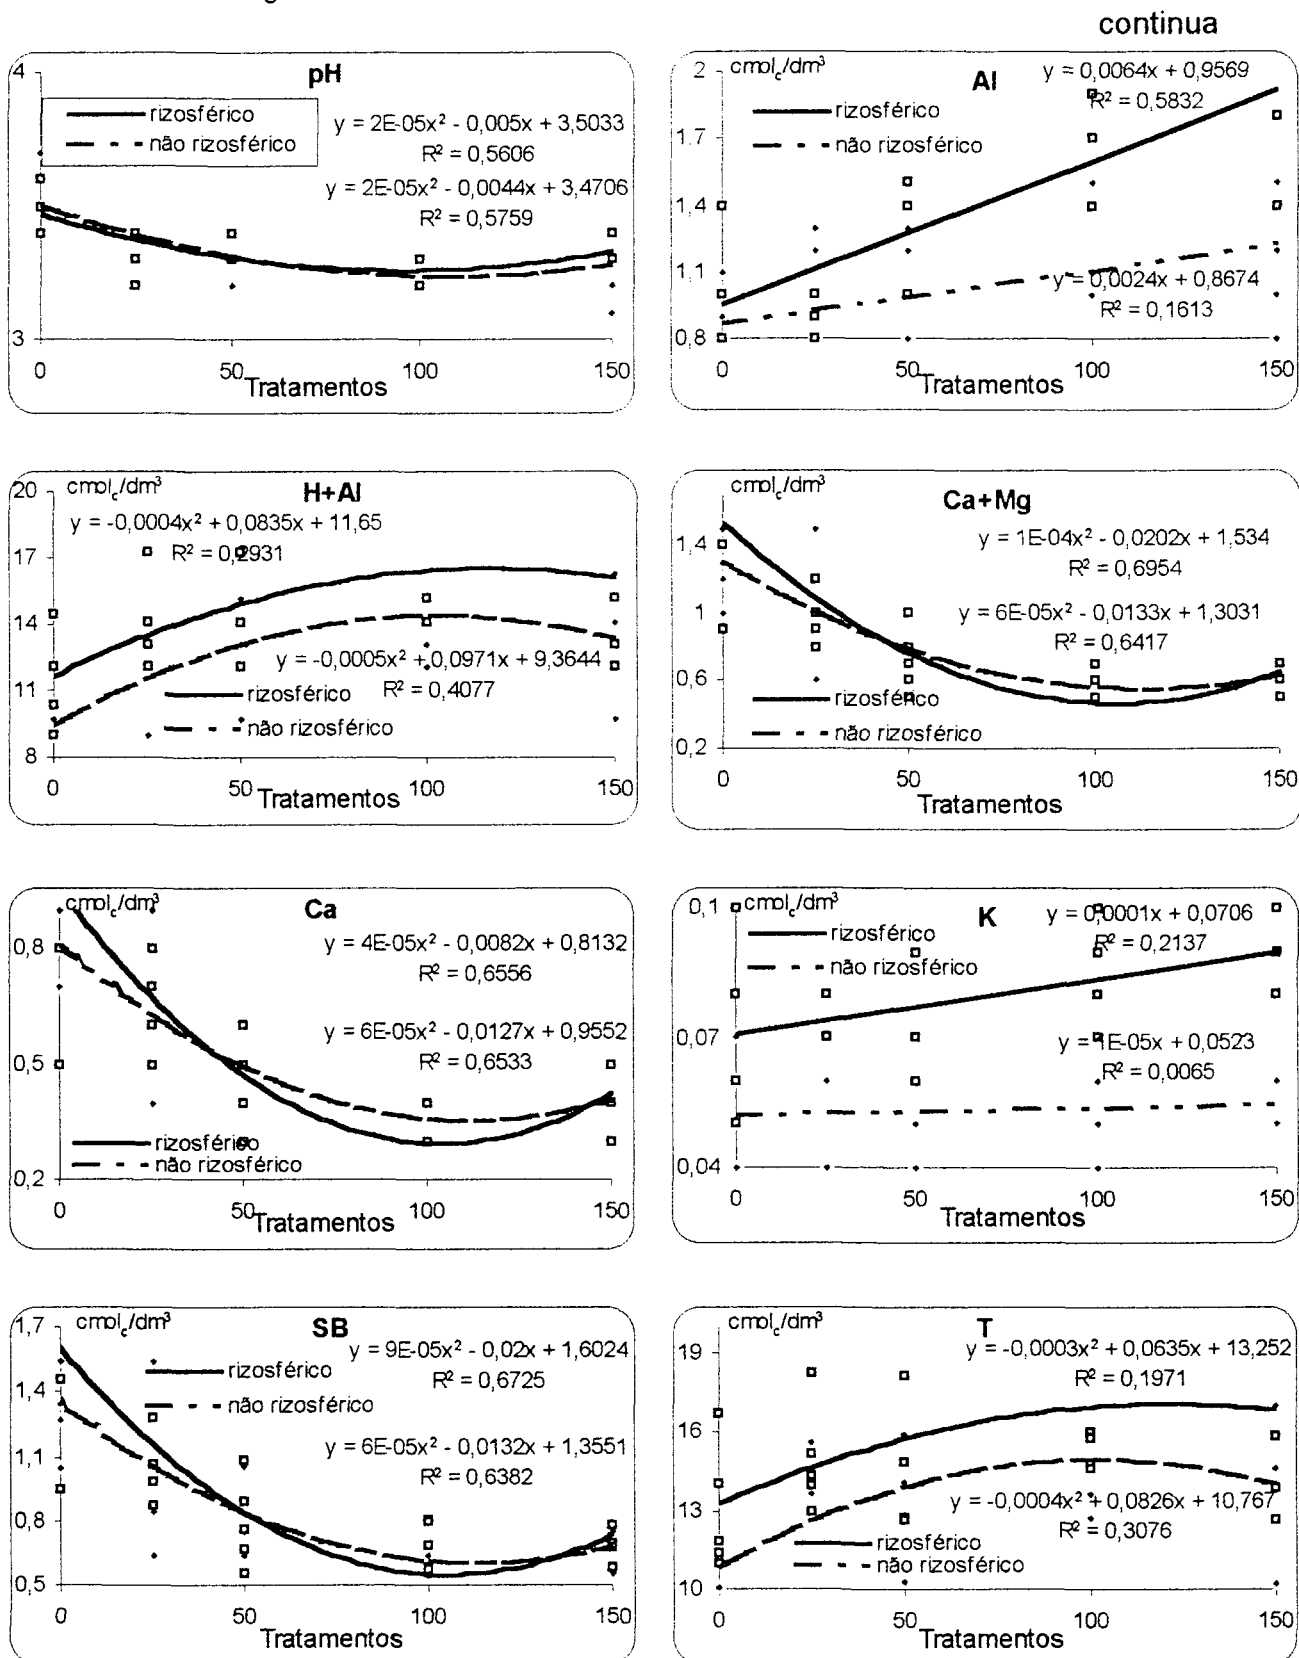 continua
pH
4
rizosférico
não rizosférico
y = 2E-05x² - 0,005x + 3,5033
R² = 0,5606
y = 2E-05x² - 0,0044x + 3,4706
R² = 0,5759
3
0 50 100 150
Tratamentos
cmolc/dm³
Al
2
y = 0,0064x + 0,9569
R² = 0,5832
rizosférico
não rizosférico
1,7
1,4
1,1
y = 0,0024x + 0,8674
R² = 0,1613
0,8
0 50 100 150
Tratamentos
20
cmolc/dm³
H+Al
y = -0,0004x² + 0,0835x + 11,65
R² = 0,2931
17
14
y = -0,0005x² + 0,0971x + 9,3644
R² = 0,4077
11
rizosférico
não rizosférico
8
0 50 100 150
Tratamentos
cmolc/dm³
Ca+Mg
1,4
y = 1E-04x² - 0,0202x + 1,534
R² = 0,6954
1
y = 6E-05x² - 0,0133x + 1,3031
R² = 0,6417
0,6
rizosférico
não rizosférico
0,2
0 50 100 150
Tratamentos
cmolc/dm³
Ca
0,8
y = 4E-05x² - 0,0082x + 0,8132
R² = 0,6556
y = 6E-05x² - 0,0127x + 0,9552
R² = 0,6533
0,5
rizosférico
não rizosférico
0,2
0 50 100 150
Tratamentos
0,1
cmolc/dm³
K
y = 0,0001x + 0,0706
R² = 0,2137
rizosférico
não rizosférico
0,07
y = 1E-05x + 0,0523
R² = 0,0065
0,04
0 50 100 150
Tratamentos
1,7
cmolc/dm³
SB
y = 9E-05x² - 0,02x + 1,6024
R² = 0,6725
rizosférico
não rizosférico
1,4
1,1
y = 6E-05x² - 0,0132x + 1,3551
R² = 0,6382
0,8
0,5
0 50 100 150
Tratamentos
cmolc/dm³
T
19
y = -0,0003x² + 0,0635x + 13,252
R² = 0,1971
16
13
y = -0,0004x² + 0,0826x + 10,767
R² = 0,3076
rizosférico
não rizosférico
10
0 50 100 150
Tratamentos